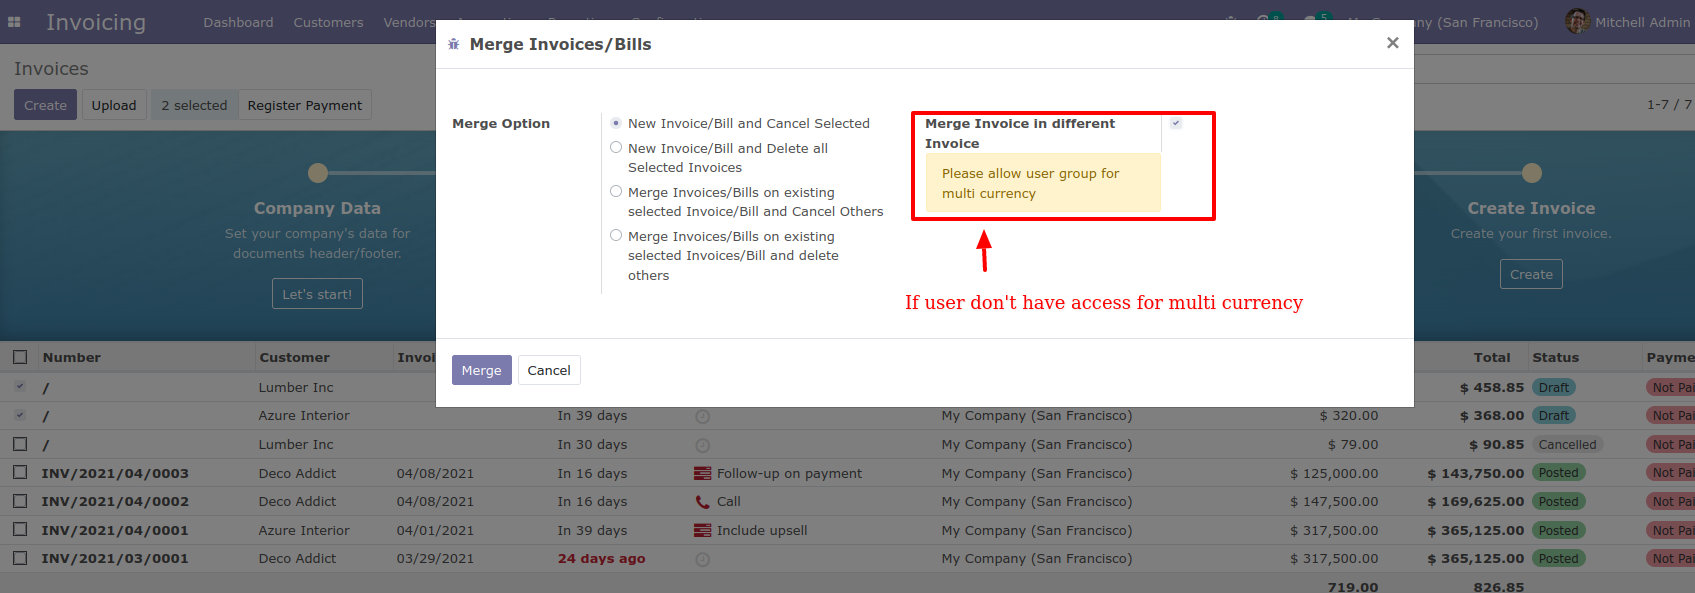 Invoicing
Dashboard
Customers
Vendors
8
5
(San Francisco)
Mitchell Admin
Merge Invoices/Bills
×
Invoices
Create
Upload
2 selected
Register Payment
1-7 / 7
Merge Option
New Invoice/Bill and Cancel Selected
New Invoice/Bill and Delete all
Selected Invoices
Merge Invoices/Bills on existing
selected Invoice/Bill and Cancel Others
Merge Invoices/Bills on existing
selected Invoices/Bill and delete
others
Merge Invoice in different
Invoice
Please allow user group for
multi currency
If user don't have access for multi currency
Merge
Cancel
Company Data
Set your company's data for
documents header/footer.
Let's start!
Create Invoice
Create your first invoice.
Create
Number Customer Invoi Total Status Payme
/ Lumber Inc $ 458.85 Draft Not Pai
/ Azure Interior In 39 days My Company (San Francisco) $ 320.00 $ 368.00 Draft Not Pai
/ Lumber Inc In 30 days My Company (San Francisco) $ 79.00 $ 90.85 Cancelled Not Pai
INV/2021/04/0003 Deco Addict 04/08/2021 In 16 days Follow-up on payment My Company (San Francisco) $ 125,000.00 $ 143,750.00 Posted Not Pai
INV/2021/04/0002 Deco Addict 04/08/2021 In 16 days Call My Company (San Francisco) $ 147,500.00 $ 169,625.00 Posted Not Pai
INV/2021/04/0001 Azure Interior 04/01/2021 In 39 days Include upsell My Company (San Francisco) $ 317,500.00 $ 365,125.00 Posted Not Pai
INV/2021/03/0001 Deco Addict 03/29/2021 24 days ago My Company (San Francisco) $ 317,500.00 $ 365,125.00 Posted Not Pai
719.00 826.85